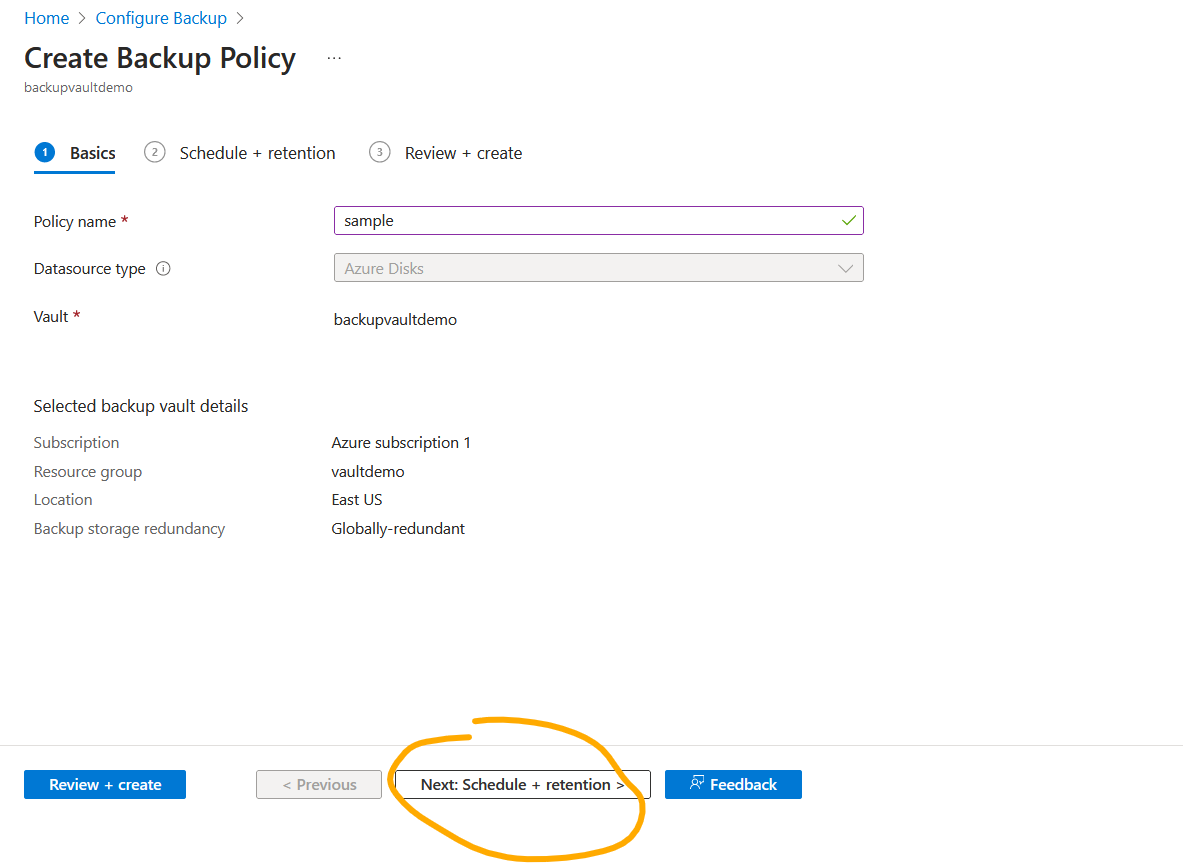 Home > Configure Backup >
Create Backup Policy ...
backupvaultdemo
1 Basics 2 Schedule + retention 3 Review + create
Policy name * sample
Datasource type Azure Disks
Vault * backupvaultdemo
Selected backup vault details
Subscription Azure subscription 1
Resource group vaultdemo
Location East US
Backup storage redundancy Globally-redundant
Review + create < Previous Next: Schedule + retention > Feedback